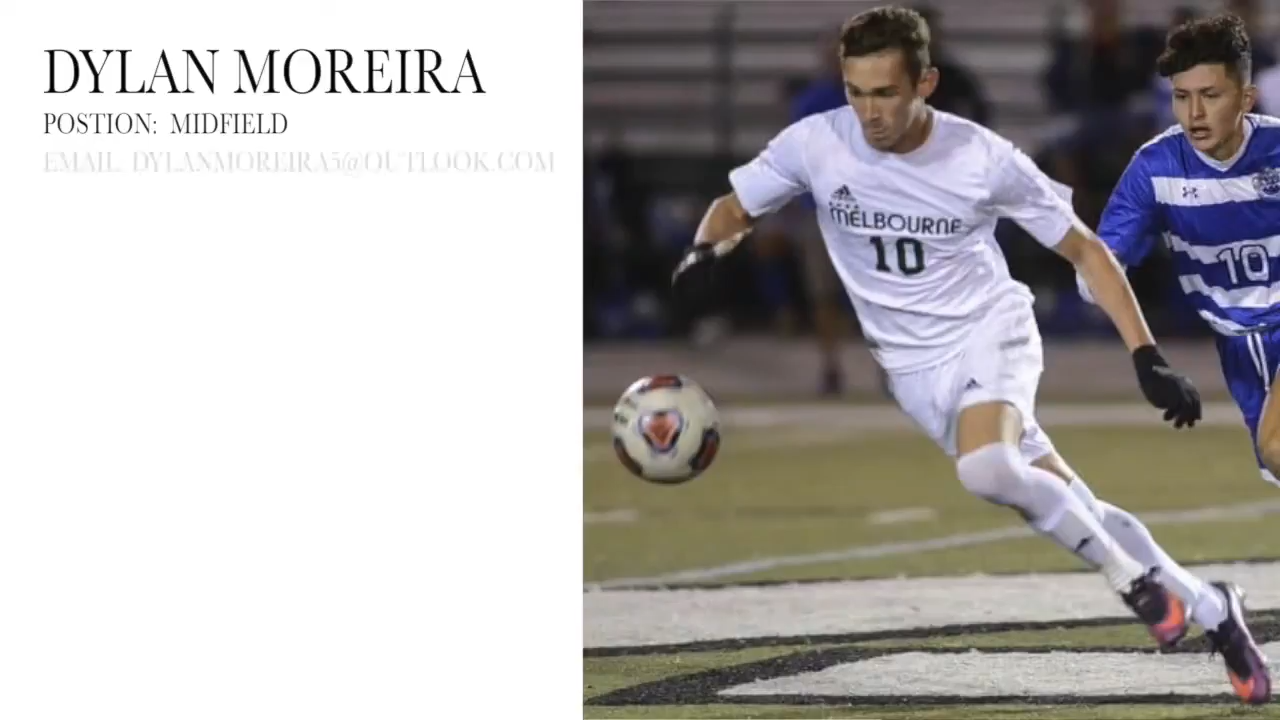 DYLAN MOREIRA
POSTION: MIDFIELD
EMAIL: DYLANMOREIRA5@OUTLOOK.COM
MELBOURNE
10
10